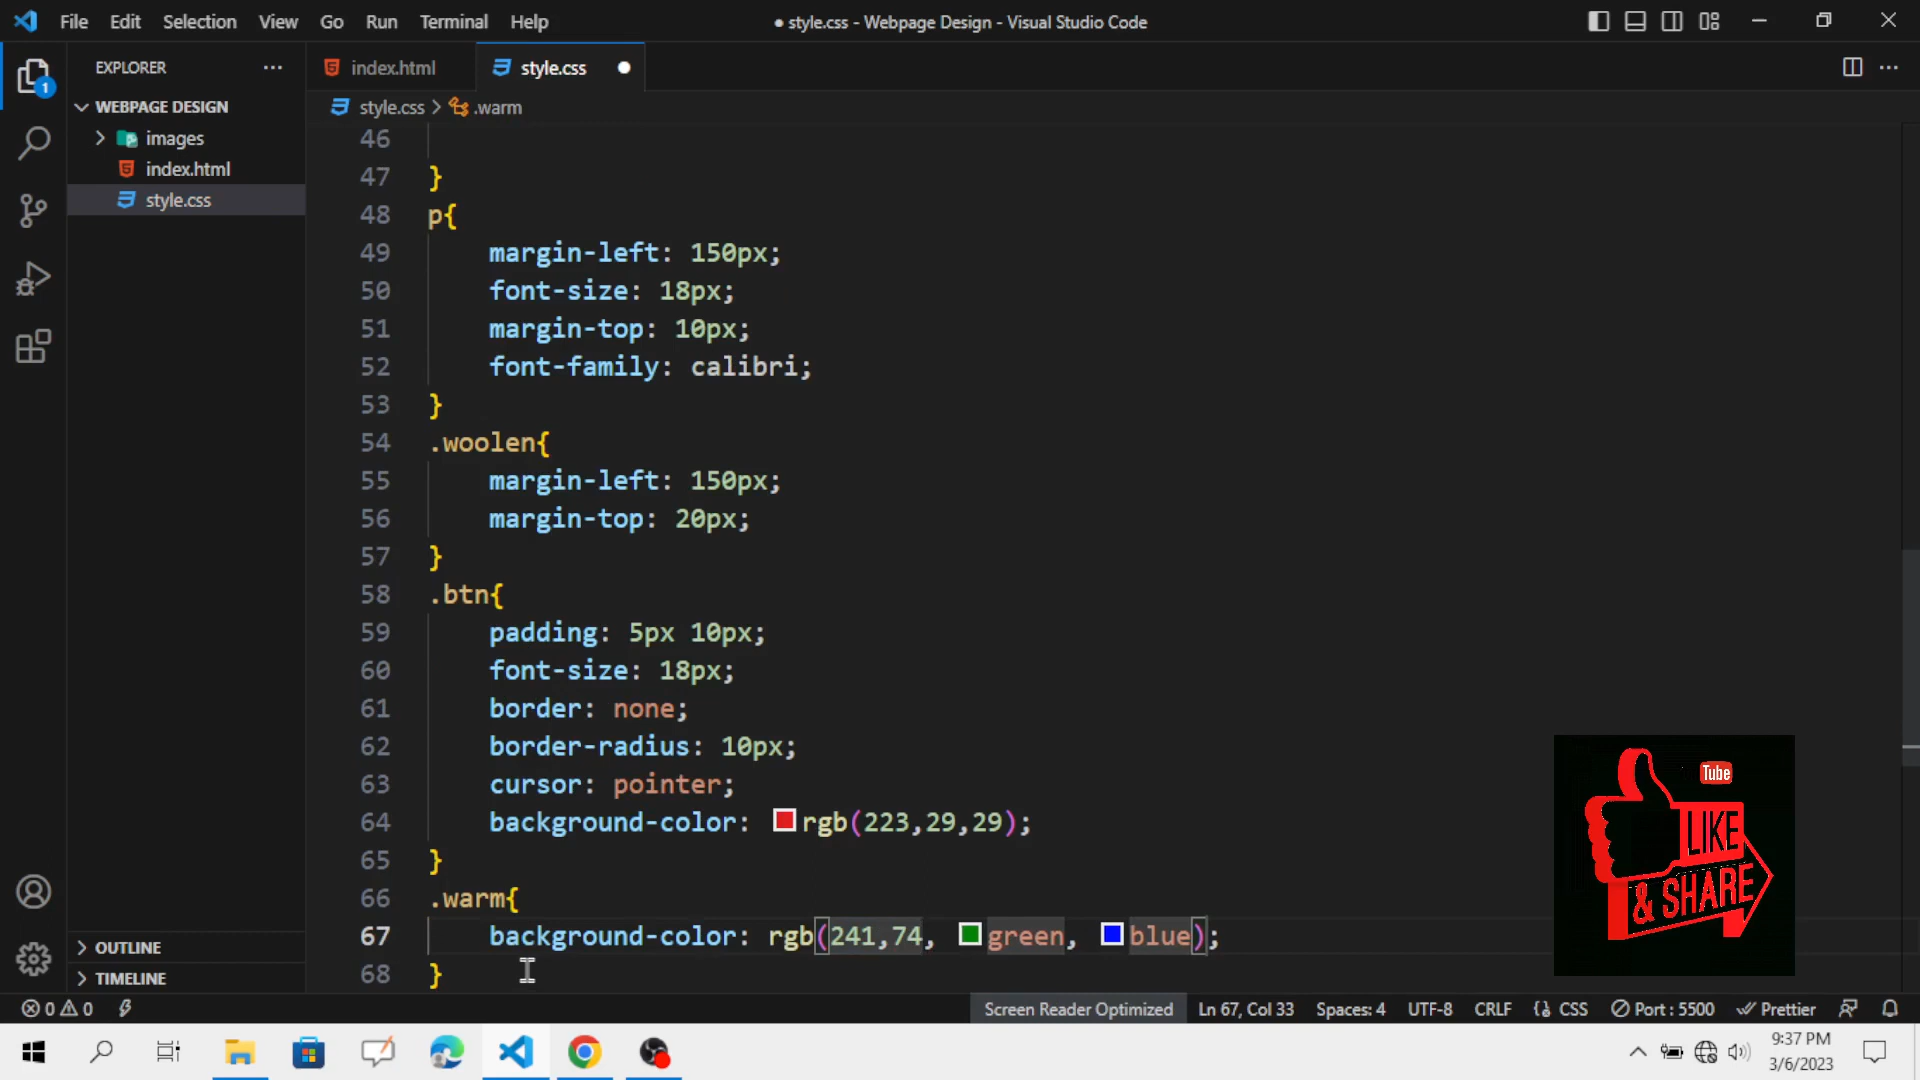 File Edit Selection View Go Run Terminal Help
● style.css - Webpage Design - Visual Studio Code
EXPLORER
index.html
style.css
WEBPAGE DESIGN
images
index.html
style.css
style.css > .warm
46
47 }
48 p{
49 margin-left: 150px;
50 font-size: 18px;
51 margin-top: 10px;
52 font-family: calibri;
53 }
54 .woolen{
55 margin-left: 150px;
56 margin-top: 20px;
57 }
58 .btn{
59 padding: 5px 10px;
60 font-size: 18px;
61 border: none;
62 border-radius: 10px;
63 cursor: pointer;
64 background-color: rgb(223,29,29);
65 }
66 .warm{
67 background-color: rgb(241,74, green, blue);
68 }
1
OUTLINE
TIMELINE
Tube
LIKE
& SHARE
0 0
Screen Reader Optimized
Ln 67, Col 33
Spaces: 4
UTF-8
CRLF
{} CSS
Port : 5500
Prettier
9:37 PM
3/6/2023